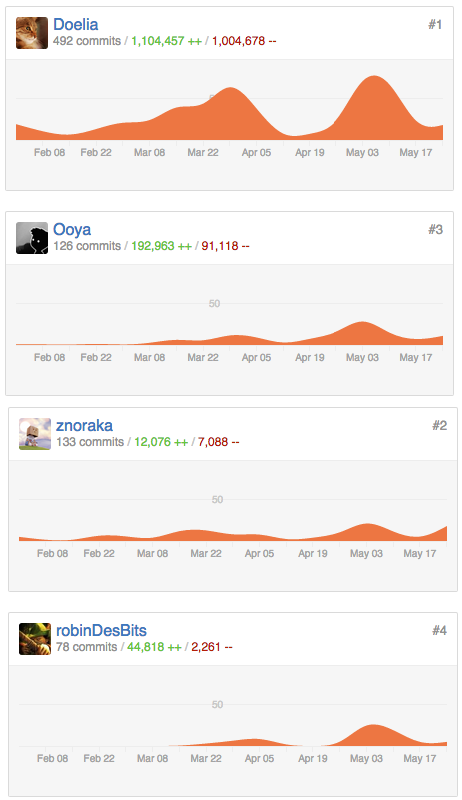 Doelia #1
492 commits / 1,104,457 ++ / 1,004,678 --
Feb 08 Feb 22 Mar 08 Mar 22 Apr 05 Apr 19 May 03 May 17
Ooya #3
126 commits / 192,963 ++ / 91,118 --
50
Feb 08 Feb 22 Mar 08 Mar 22 Apr 05 Apr 19 May 03 May 17
znoraka #2
133 commits / 12,076 ++ / 7,088 --
50
Feb 08 Feb 22 Mar 08 Mar 22 Apr 05 Apr 19 May 03 May 17
robinDesBits #4
78 commits / 44,818 ++ / 2,261 --
50
Feb 08 Feb 22 Mar 08 Mar 22 Apr 05 Apr 19 May 03 May 17